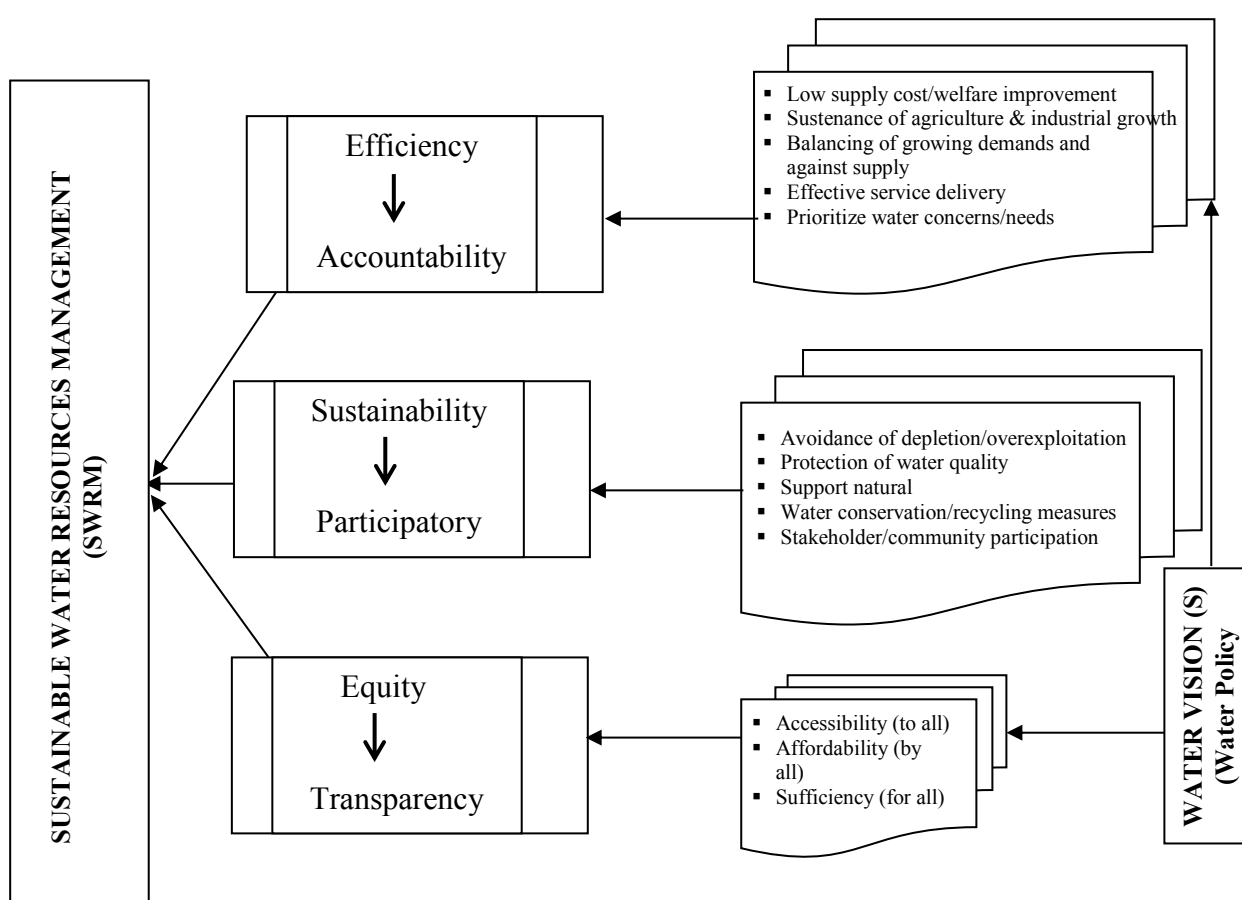 SUSTAINABLE WATER RESOURCES MANAGEMENT
(SWRM)
Efficiency
Accountability
Sustainability
Participatory
Equity
Transparency
▪ Low supply cost/welfare improvement
▪ Sustenance of agriculture & industrial growth
▪ Balancing of growing demands and
against supply
▪ Effective service delivery
▪ Prioritize water concerns/needs
▪ Avoidance of depletion/overexploitation
▪ Protection of water quality
▪ Support natural
▪ Water conservation/recycling measures
▪ Stakeholder/community participation
▪ Accessibility (to all)
▪ Affordability (by
all)
▪ Sufficiency (for all)
WATER VISION (S)
(Water Policy